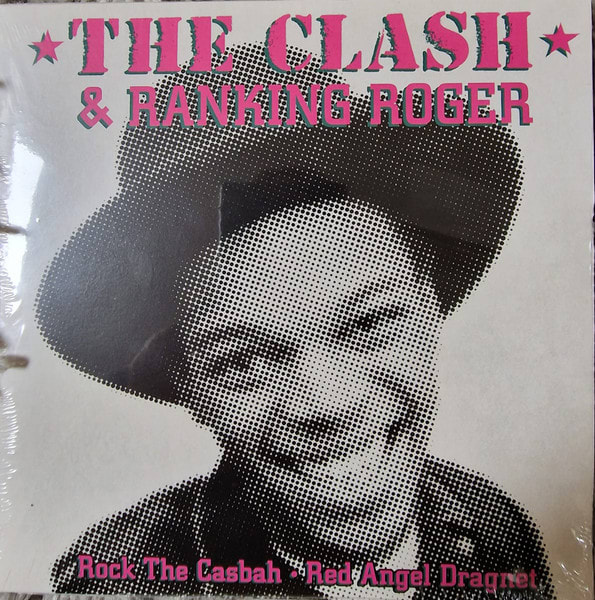 THE CLASH
& RANKING ROGER
Rock The Casbah • Red Angel Dragnet